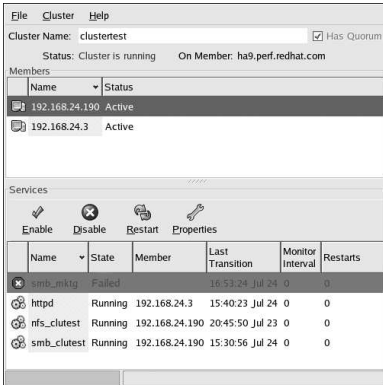 File Cluster Help
Cluster Name: clustertest Has Quorum
Status: Cluster is running On Member: ha9.perf.redhat.com
Members
Name Status
192.168.24.190 Active
192.168.24.3 Active
Services
Enable Disable Restart Properties
Name State Member Last Transition Monitor Interval Restarts
smb_mktg Failed 16:53:24 Jul 24 0 0
httpd Running 192.168.24.3 15:40:23 Jul 24 0 0
nfs_clutest Running 192.168.24.190 20:45:50 Jul 23 0 0
smb_clutest Running 192.168.24.190 15:30:56 Jul 24 0 0